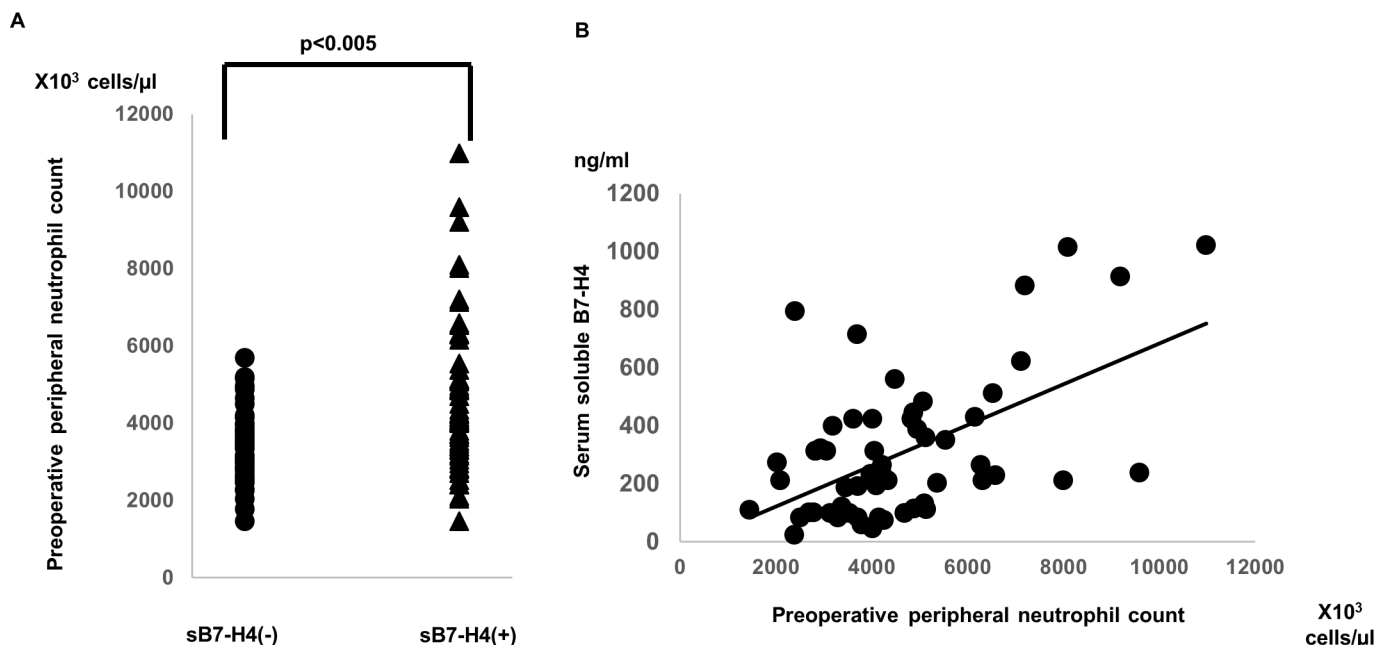 A
p<0.005
X10³ cells/µl
Preoperative peripheral neutrophil count
12000
10000
8000
6000
4000
2000
0
sB7-H4(-)
sB7-H4(+)
B
ng/ml
Serum soluble B7-H4
1200
1000
800
600
400
200
0
0 2000 4000 6000 8000 10000 12000
Preoperative peripheral neutrophil count
X10³
cells/µl